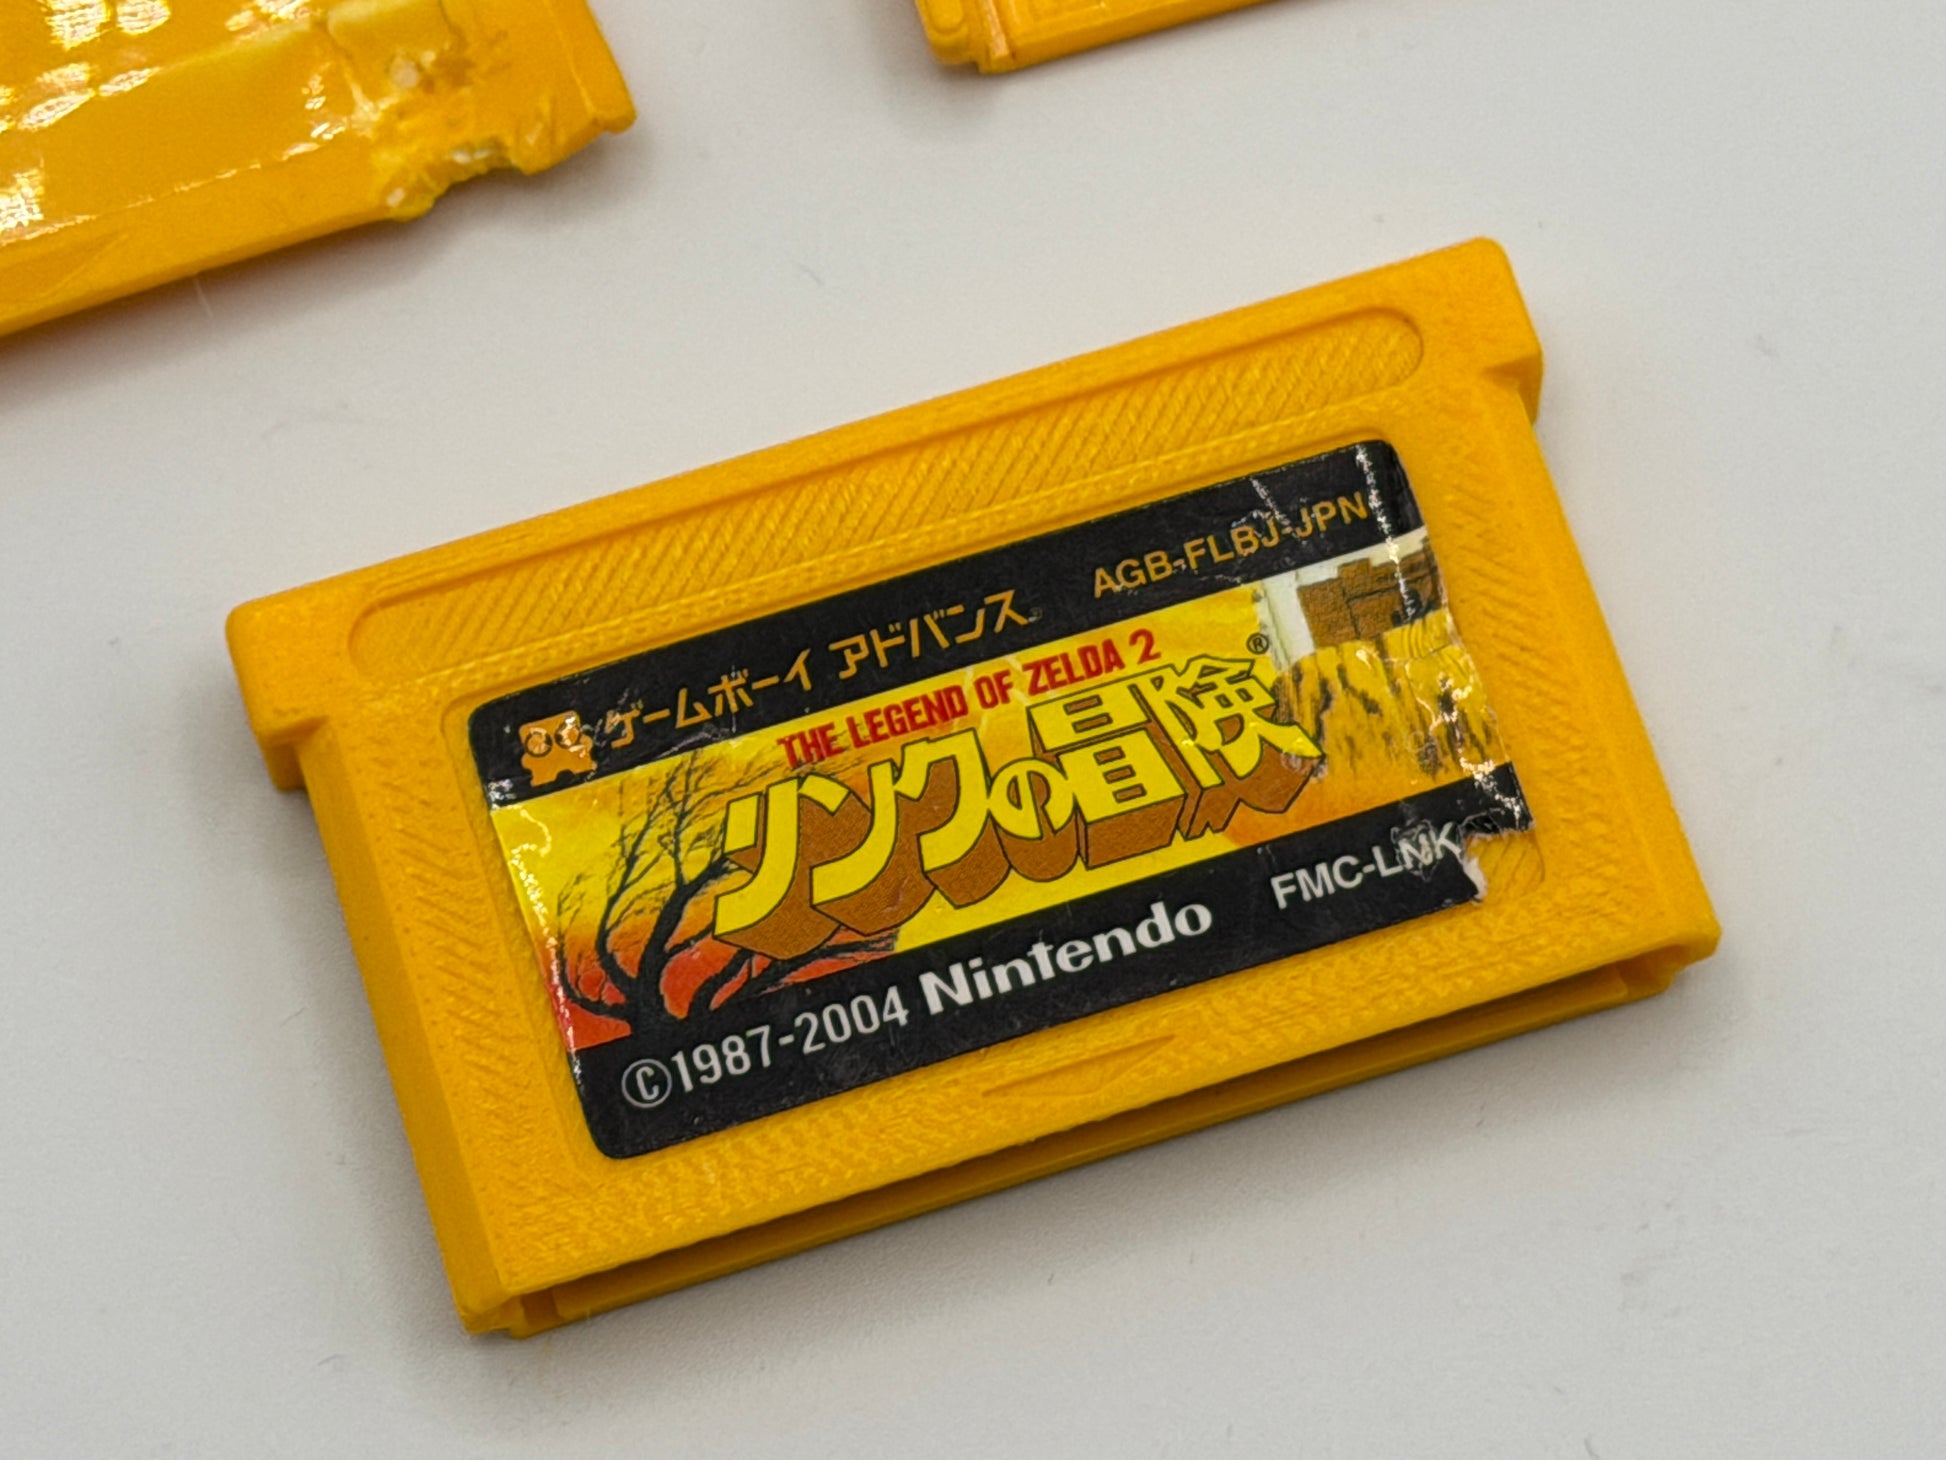 ゲームボーイ アドバンス
AGB-FLBJ-JPN
THE LEGEND OF ZELDA 2
リンクの冒険®
FMC-LNK
©1987-2004 Nintendo